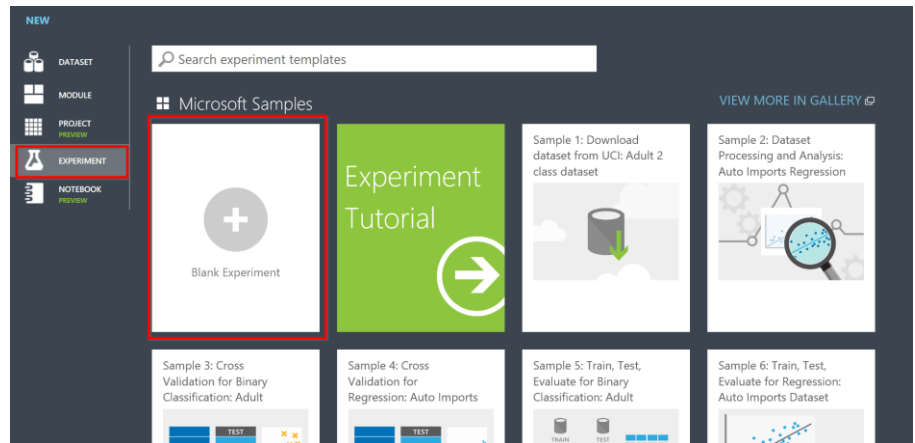 NEW
DATASET
MODULE
PROJECT
PREVIEW
EXPERIMENT
NOTEBOOK
PREVIEW
Search experiment templates
Microsoft Samples
VIEW MORE IN GALLERY
Blank Experiment
Experiment
Tutorial
Sample 1: Download
dataset from UCI: Adult 2
class dataset
Sample 2: Dataset
Processing and Analysis:
Auto Imports Regression
Sample 3: Cross
Validation for Binary
Classification: Adult
TEST
Sample 4: Cross
Validation for
Regression: Auto Imports
TEST
Sample 5: Train, Test,
Evaluate for Binary
Classification: Adult
TRAIN
TEST
Sample 6: Train, Test,
Evaluate for Regression:
Auto Imports Dataset